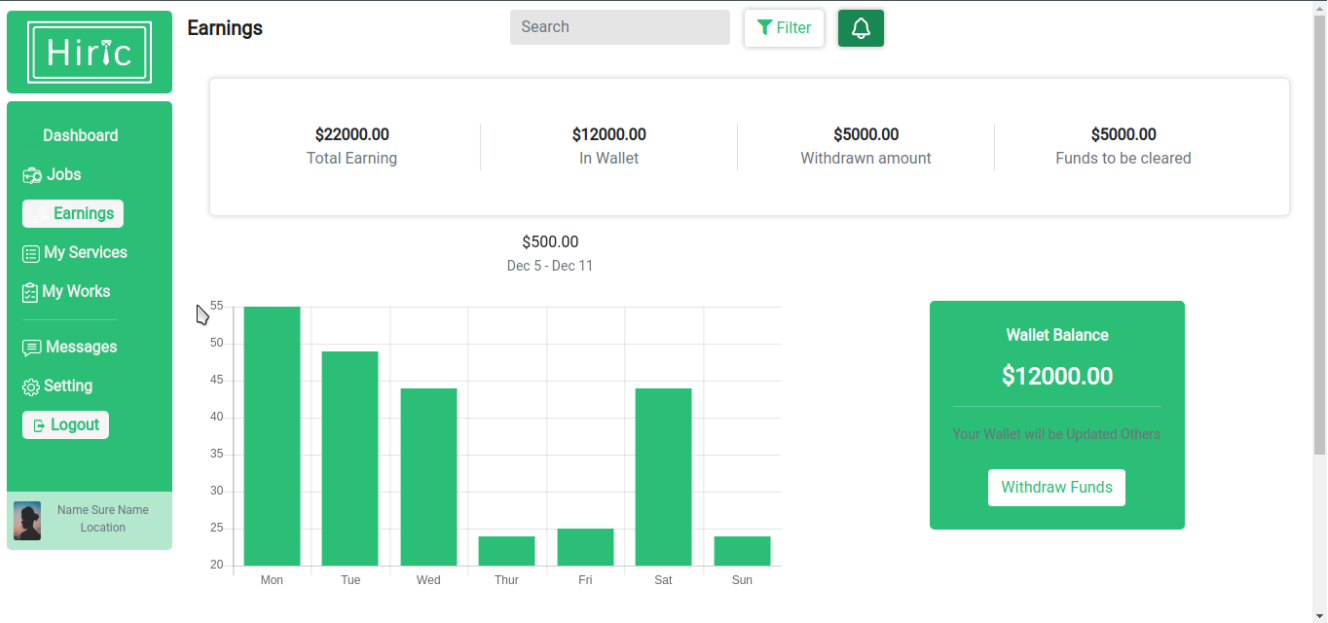 Hiric
Earnings
Search
Filter
Dashboard
Jobs
Earnings
My Services
My Works
Messages
Setting
Logout
Name Sure Name
Location
$22000.00
Total Earning
$12000.00
In Wallet
$5000.00
Withdrawn amount
$5000.00
Funds to be cleared
$500.00
Dec 5 - Dec 11
55
50
45
40
35
30
25
20
Mon Tue Wed Thur Fri Sat Sun
Wallet Balance
$12000.00
Your Wallet will be Updated Others
Withdraw Funds